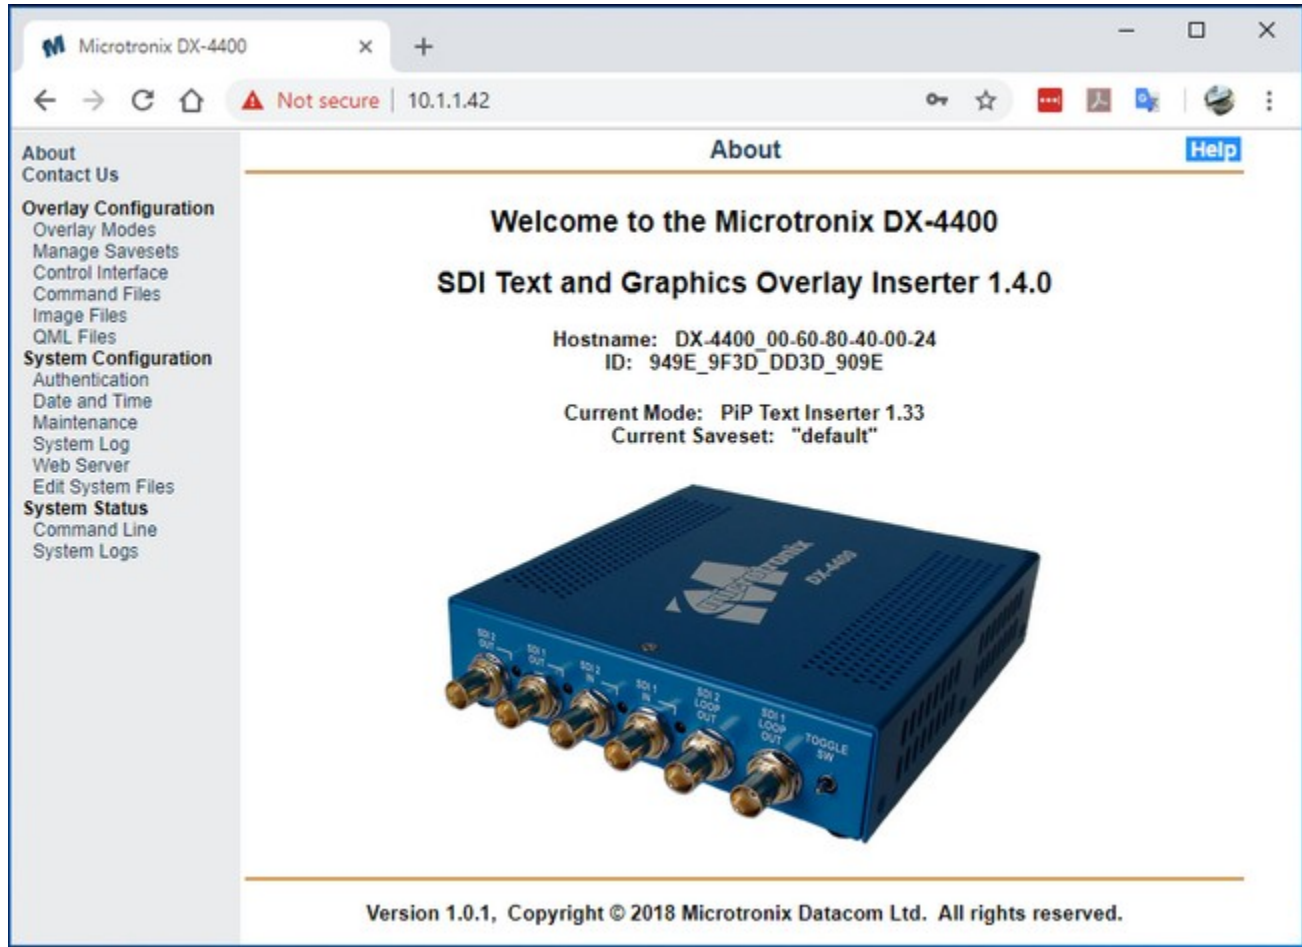 Microtronix DX-4400
Not secure 10.1.1.42
About
Contact Us
Overlay Configuration
Overlay Modes
Manage Savesets
Control Interface
Command Files
Image Files
QML Files
System Configuration
Authentication
Date and Time
Maintenance
System Log
Web Server
Edit System Files
System Status
Command Line
System Logs
About
Help
Welcome to the Microtronix DX-4400
SDI Text and Graphics Overlay Inserter 1.4.0
Hostname: DX-4400_00-60-80-40-00-24
ID: 949E_9F3D_DD3D_909E
Current Mode: PiP Text Inserter 1.33
Current Saveset: "default"
microtronix
DX-4400
SDI 2
OUT
SDI 1
OUT
SDI 2
IN
SDI 1
IN
SDI 2
LOOP
OUT
SDI 1
LOOP
OUT
TOGGLE
SW
Version 1.0.1, Copyright © 2018 Microtronix Datacom Ltd. All rights reserved.